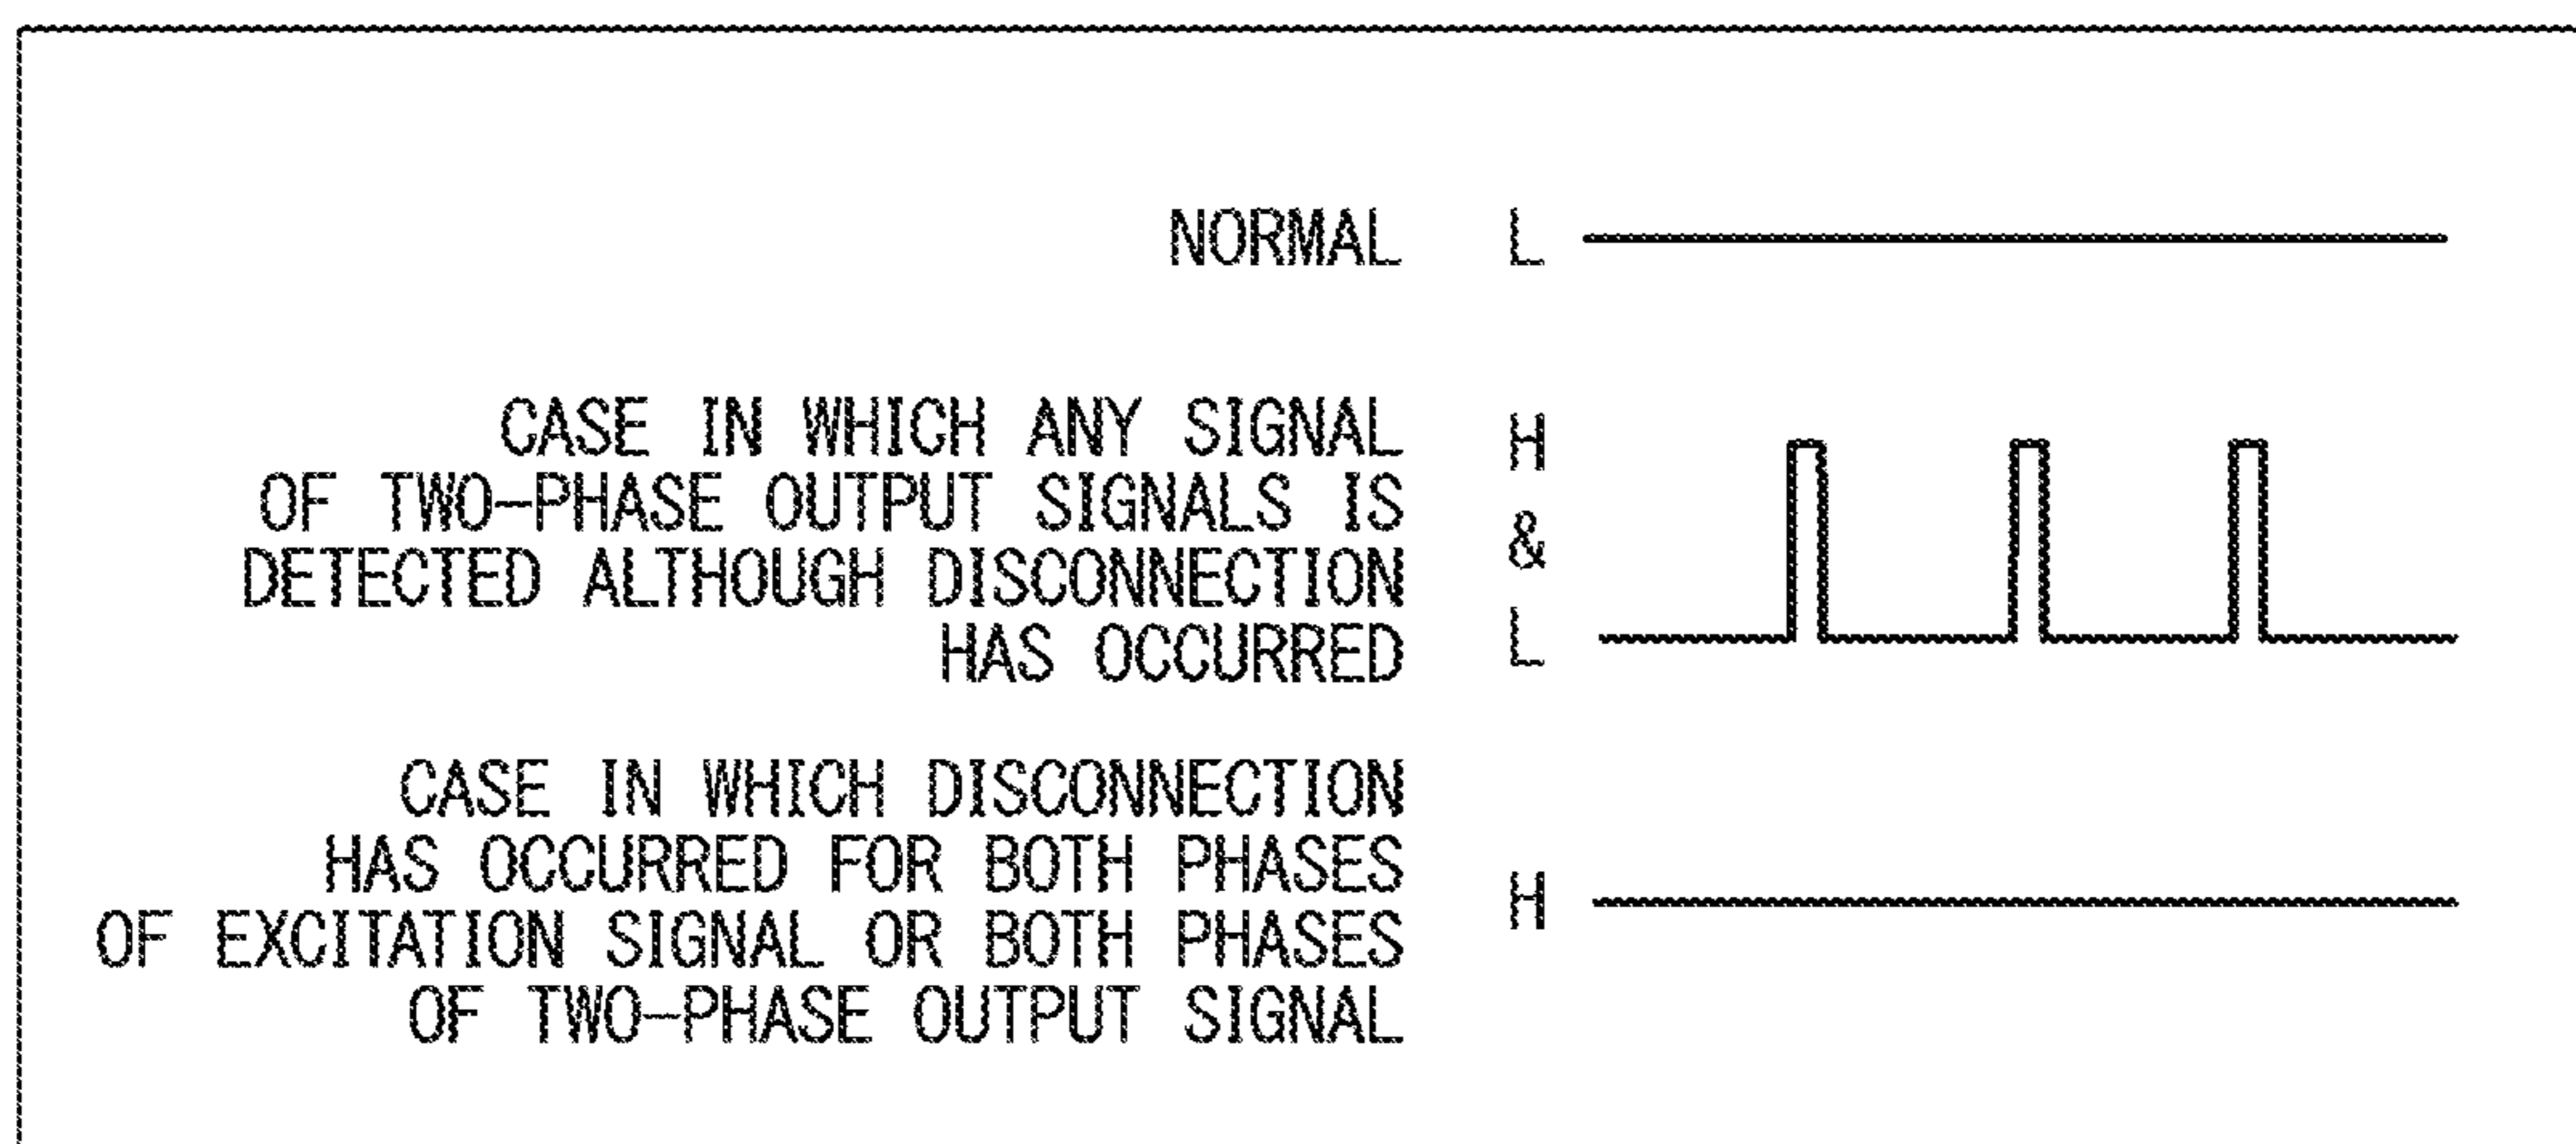 NORMAL L
CASE IN WHICH ANY SIGNAL
OF TWO-PHASE OUTPUT SIGNALS IS
DETECTED ALTHOUGH DISCONNECTION
HAS OCCURRED
H
&
L
CASE IN WHICH DISCONNECTION
HAS OCCURRED FOR BOTH PHASES
OF EXCITATION SIGNAL OR BOTH PHASES
OF TWO-PHASE OUTPUT SIGNAL
H